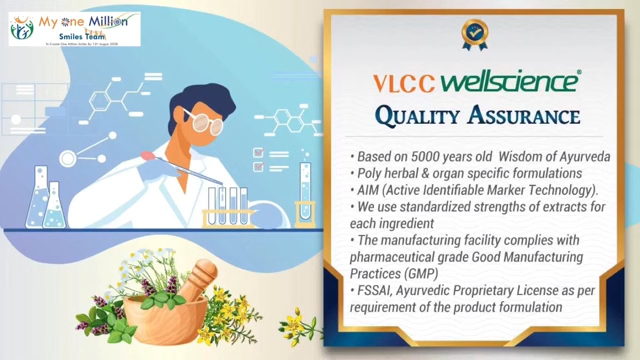 My One Million
Smiles Team
VLCC wellscience®
QUALITY ASSURANCE
• Based on 5000 years old Wisdom of Ayurveda
• Poly herbal & organ specific formulations
• AIM (Active Identifiable Marker Technology).
• We use standardized strengths of extracts for
each ingredient
• The manufacturing facility complies with
pharmaceutical grade Good Manufacturing
Practices (GMP)
• FSSAI, Ayurvedic Proprietary License as per
requirement of the product formulation